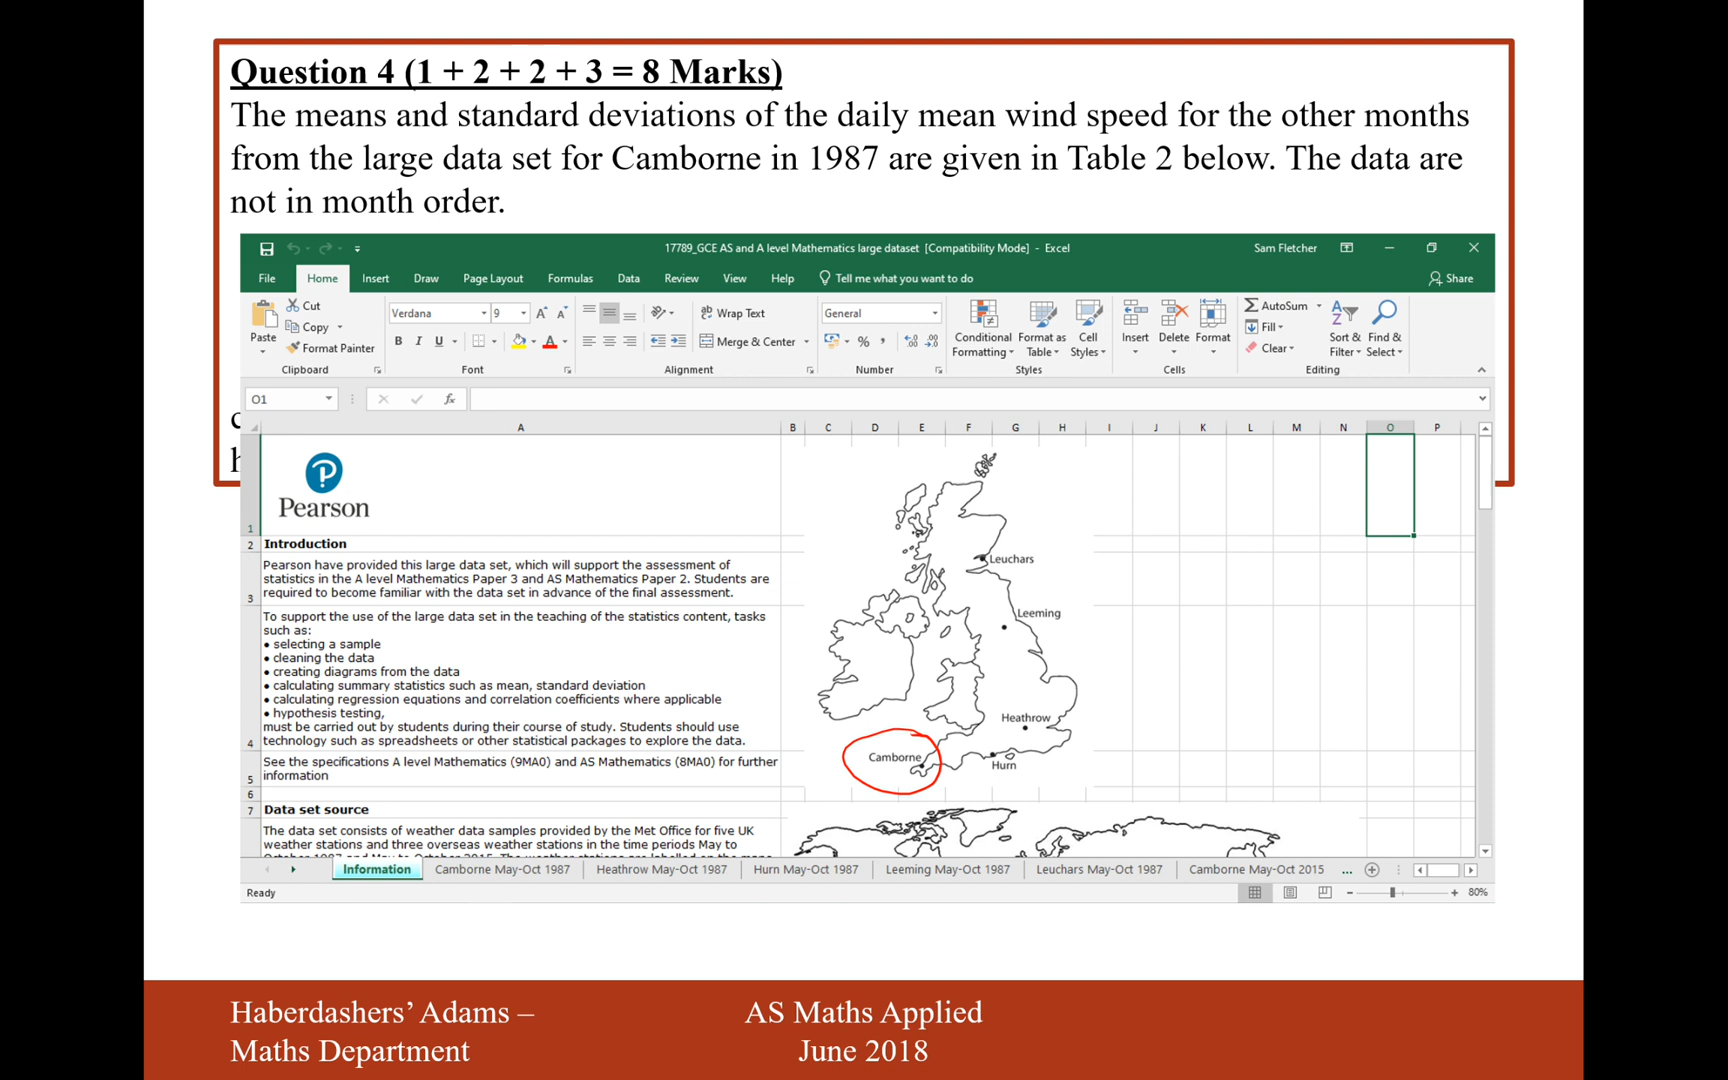 Question 4 (1 + 2 + 2 + 3 = 8 Marks)
The means and standard deviations of the daily mean wind speed for the other months
from the large data set for Camborne in 1987 are given in Table 2 below. The data are
not in month order.
17789_GCE AS and A level Mathematics large dataset [Compatibility Mode] - Excel
Sam Fletcher
File Home Insert Draw Page Layout Formulas Data Review View Help Tell me what you want to do Share
Paste
Cut
Copy
Format Painter
Clipboard
Verdana 9
B I U
Font
Wrap Text
Merge & Center
Alignment
General
Number
Conditional Formatting
Format as Table
Cell Styles
Styles
Insert Delete Format
Cells
AutoSum
Fill
Clear
Sort & Filter
Find & Select
Editing
O1
fx
A B C D E F G H I J K L M N O P
Pearson
1
2 Introduction
Pearson have provided this large data set, which will support the assessment of
statistics in the A level Mathematics Paper 3 and AS Mathematics Paper 2. Students are
3 required to become familiar with the data set in advance of the final assessment.
To support the use of the large data set in the teaching of the statistics content, tasks
such as:
• selecting a sample
• cleaning the data
• creating diagrams from the data
• calculating summary statistics such as mean, standard deviation
• calculating regression equations and correlation coefficients where applicable
• hypothesis testing,
must be carried out by students during their course of study. Students should use
4 technology such as spreadsheets or other statistical packages to explore the data.
See the specifications A level Mathematics (9MA0) and AS Mathematics (8MA0) for further
5 information
6
7 Data set source
The data set consists of weather data samples provided by the Met Office for five UK
weather stations and three overseas weather stations in the time periods May to
Leuchars
Leeming
Heathrow
Camborne
Hurn
Information Camborne May-Oct 1987 Heathrow May-Oct 1987 Hurn May-Oct 1987 Leeming May-Oct 1987 Leuchars May-Oct 1987 Camborne May-Oct 2015 ...
Ready
80%
Haberdashers' Adams –
Maths Department
AS Maths Applied
June 2018